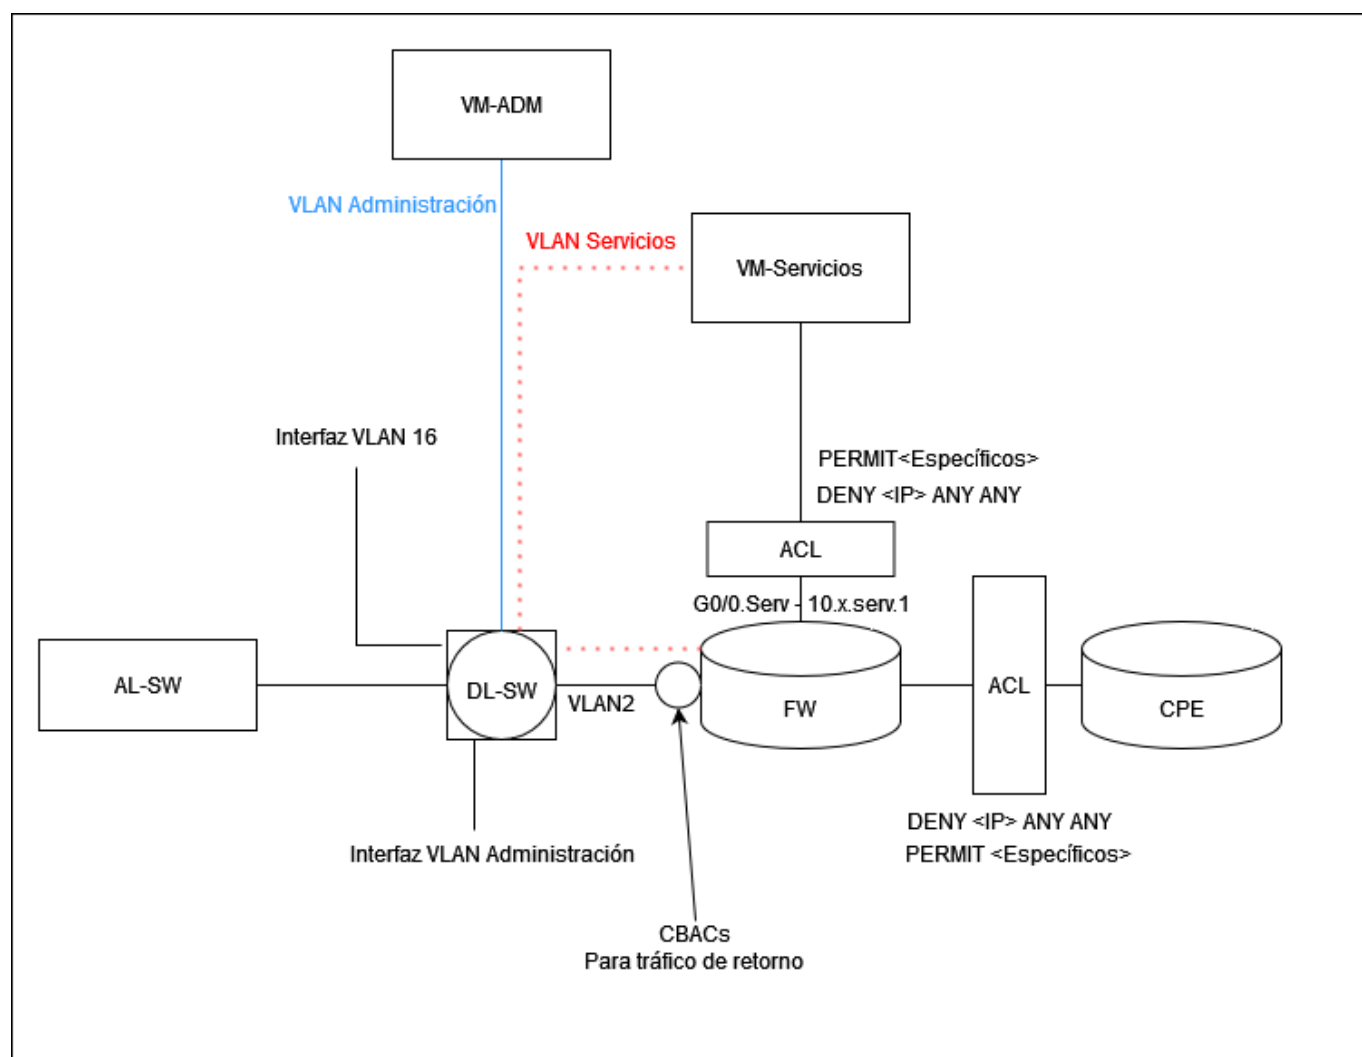 VM-ADM
VLAN Administración
VLAN Servicios
VM-Servicios
Interfaz VLAN 16
PERMIT<Específicos>
DENY <IP> ANY ANY
ACL
G0/0.Serv - 10.x.serv.1
AL-SW
DL-SW
VLAN2
FW
ACL
CPE
DENY <IP> ANY ANY
PERMIT <Específicos>
Interfaz VLAN Administración
CBACs
Para tráfico de retorno